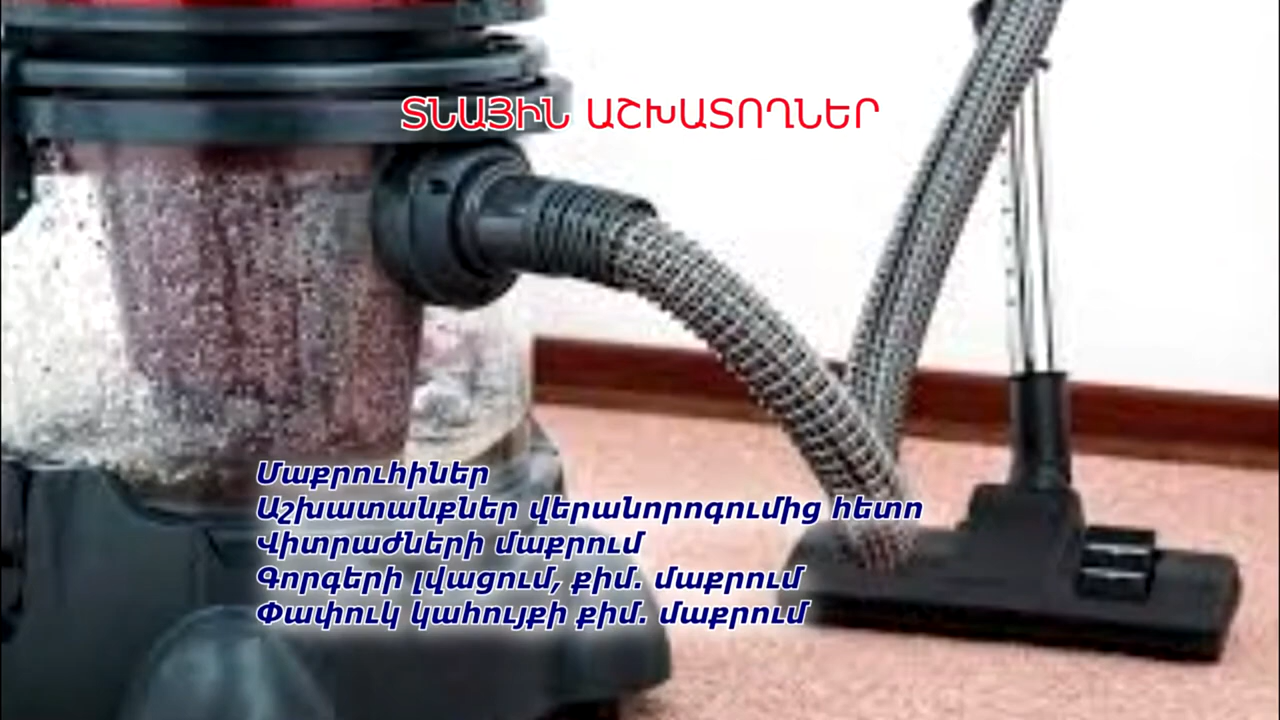 ՏՆԱՅԻՆ ԱՇԽԱՏՈՂՆԵՐ
Մաքրուհիներ
Աշխատանքներ վերանորոգումից հետո
Վիտրաժների մաքրում
Գորգերի լվացում, քիմ. մաքրում
Փափուկ կահույքի քիմ. մաքրում